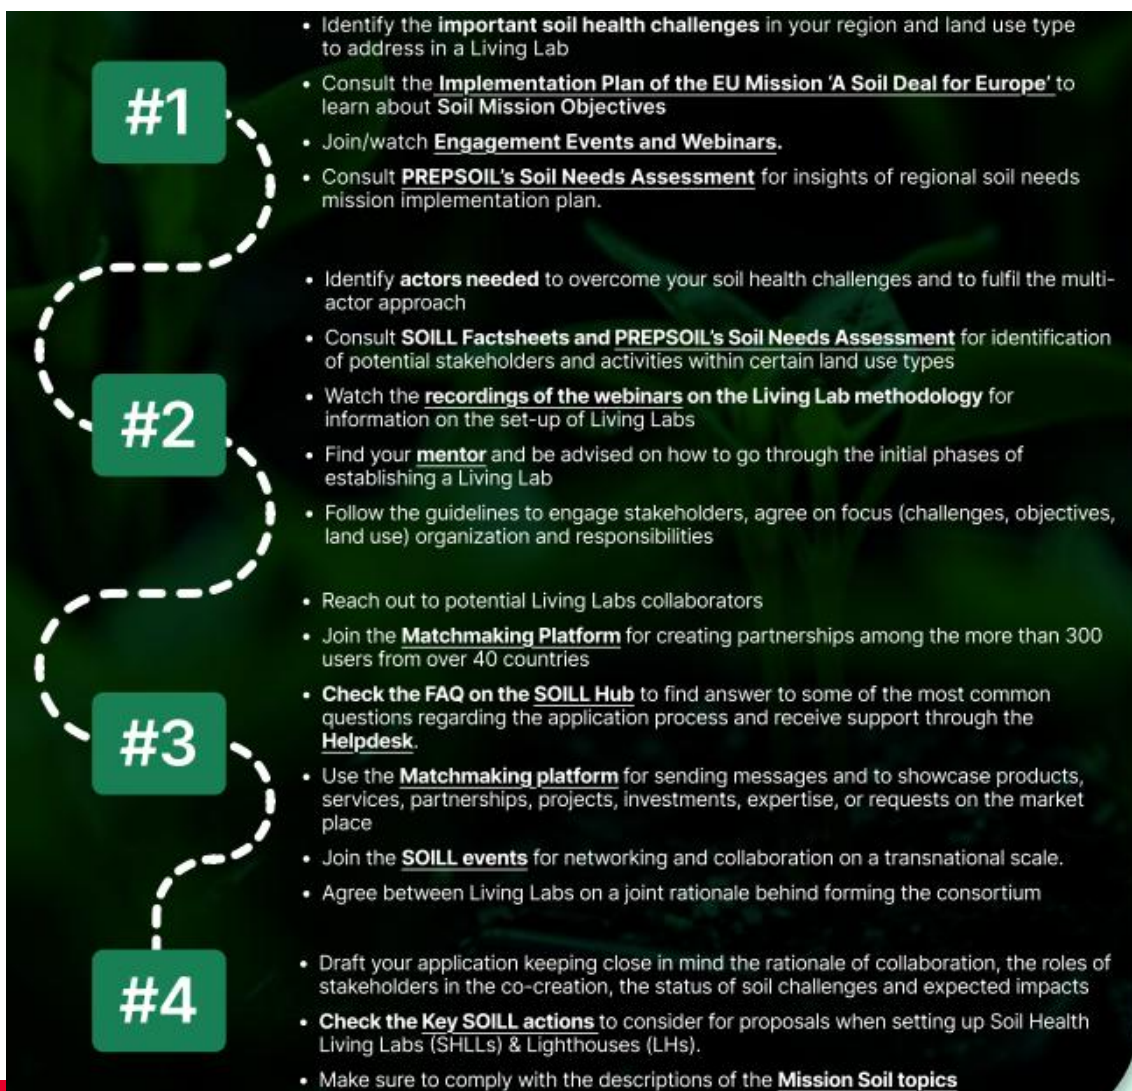 • Identify the important soil health challenges in your region and land use type
to address in a Living Lab
#1
• Consult the Implementation Plan of the EU Mission ‘A Soil Deal for Europe’ to
learn about Soil Mission Objectives
• Join/watch Engagement Events and Webinars.
• Consult PREPSOIL’s Soil Needs Assessment for insights of regional soil needs
mission implementation plan.
• Identify actors needed to overcome your soil health challenges and to fulfil the multi-
actor approach
• Consult SOILL Factsheets and PREPSOIL’s Soil Needs Assessment for identification
of potential stakeholders and activities within certain land use types
#2
• Watch the recordings of the webinars on the Living Lab methodology for
information on the set-up of Living Labs
• Find your mentor and be advised on how to go through the initial phases of
establishing a Living Lab
• Follow the guidelines to engage stakeholders, agree on focus (challenges, objectives,
land use) organization and responsibilities
• Reach out to potential Living Labs collaborators
• Join the Matchmaking Platform for creating partnerships among the more than 300
users from over 40 countries
#3
• Check the FAQ on the SOILL Hub to find answer to some of the most common
questions regarding the application process and receive support through the
Helpdesk.
• Use the Matchmaking platform for sending messages and to showcase products,
services, partnerships, projects, investments, expertise, or requests on the market
place
• Join the SOILL events for networking and collaboration on a transnational scale.
• Agree between Living Labs on a joint rationale behind forming the consortium
#4
• Draft your application keeping close in mind the rationale of collaboration, the roles of
stakeholders in the co-creation, the status of soil challenges and expected impacts
• Check the Key SOILL actions to consider for proposals when setting up Soil Health
Living Labs (SHLLs) & Lighthouses (LHs).
• Make sure to comply with the descriptions of the Mission Soil topics